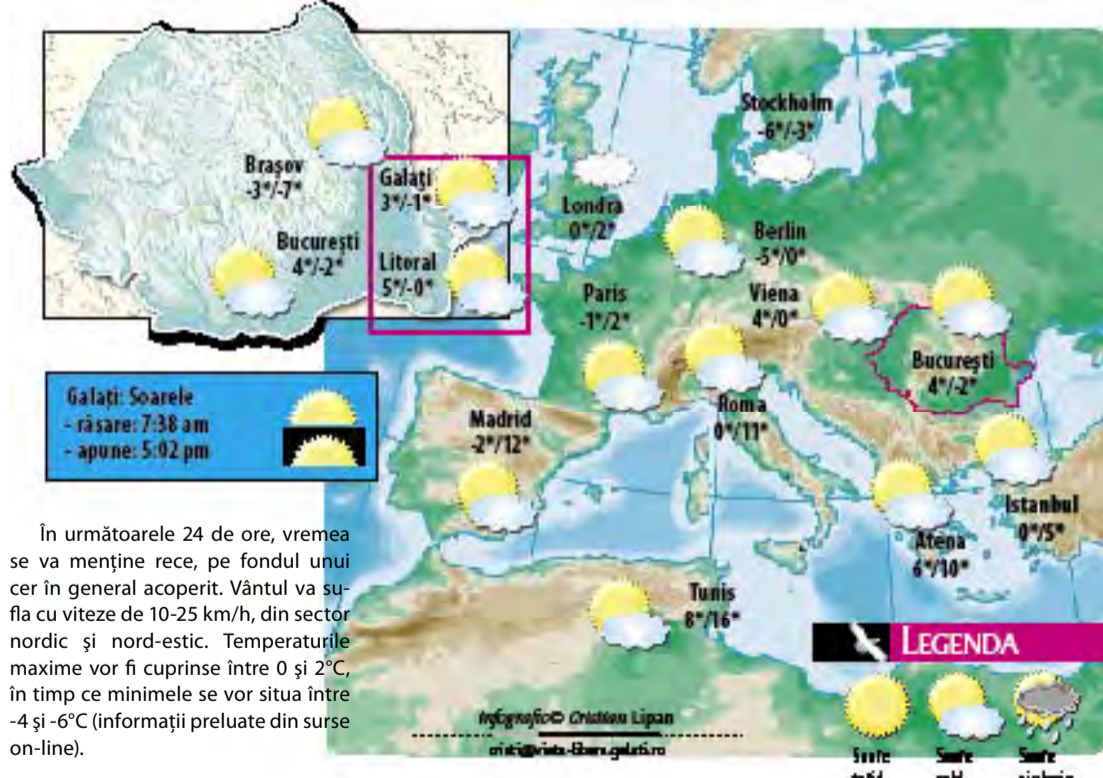 Brașov
-3°/-7°
Galați
3°/-1°
București
4°/-2°
Litoral
5°/-0°
Stockholm
-6°/-3°
Londra
0°/2°
Berlin
-5°/0°
Paris
-1°/2°
Viena
4°/0°
București
4°/-2°
Roma
0°/11°
Madrid
-2°/12°
Istanbul
0°/5°
Atena
6°/10°
Tunis
8°/16°
Galați: Soarele
- răsare: 7:38 am
- apune: 5:02 pm
În următoarele 24 de ore, vremea
se va menține rece, pe fondul unui
cer în general acoperit. Vântul va su-
fla cu viteze de 10-25 km/h, din sector
nordic și nord-estic. Temperaturile
maxime vor fi cuprinse între 0 și 2°C,
în timp ce minimele se vor situa între
-4 și -6°C (informații preluate din surse
on-line).
LEGENDA
Infografic© Cristian Lipan